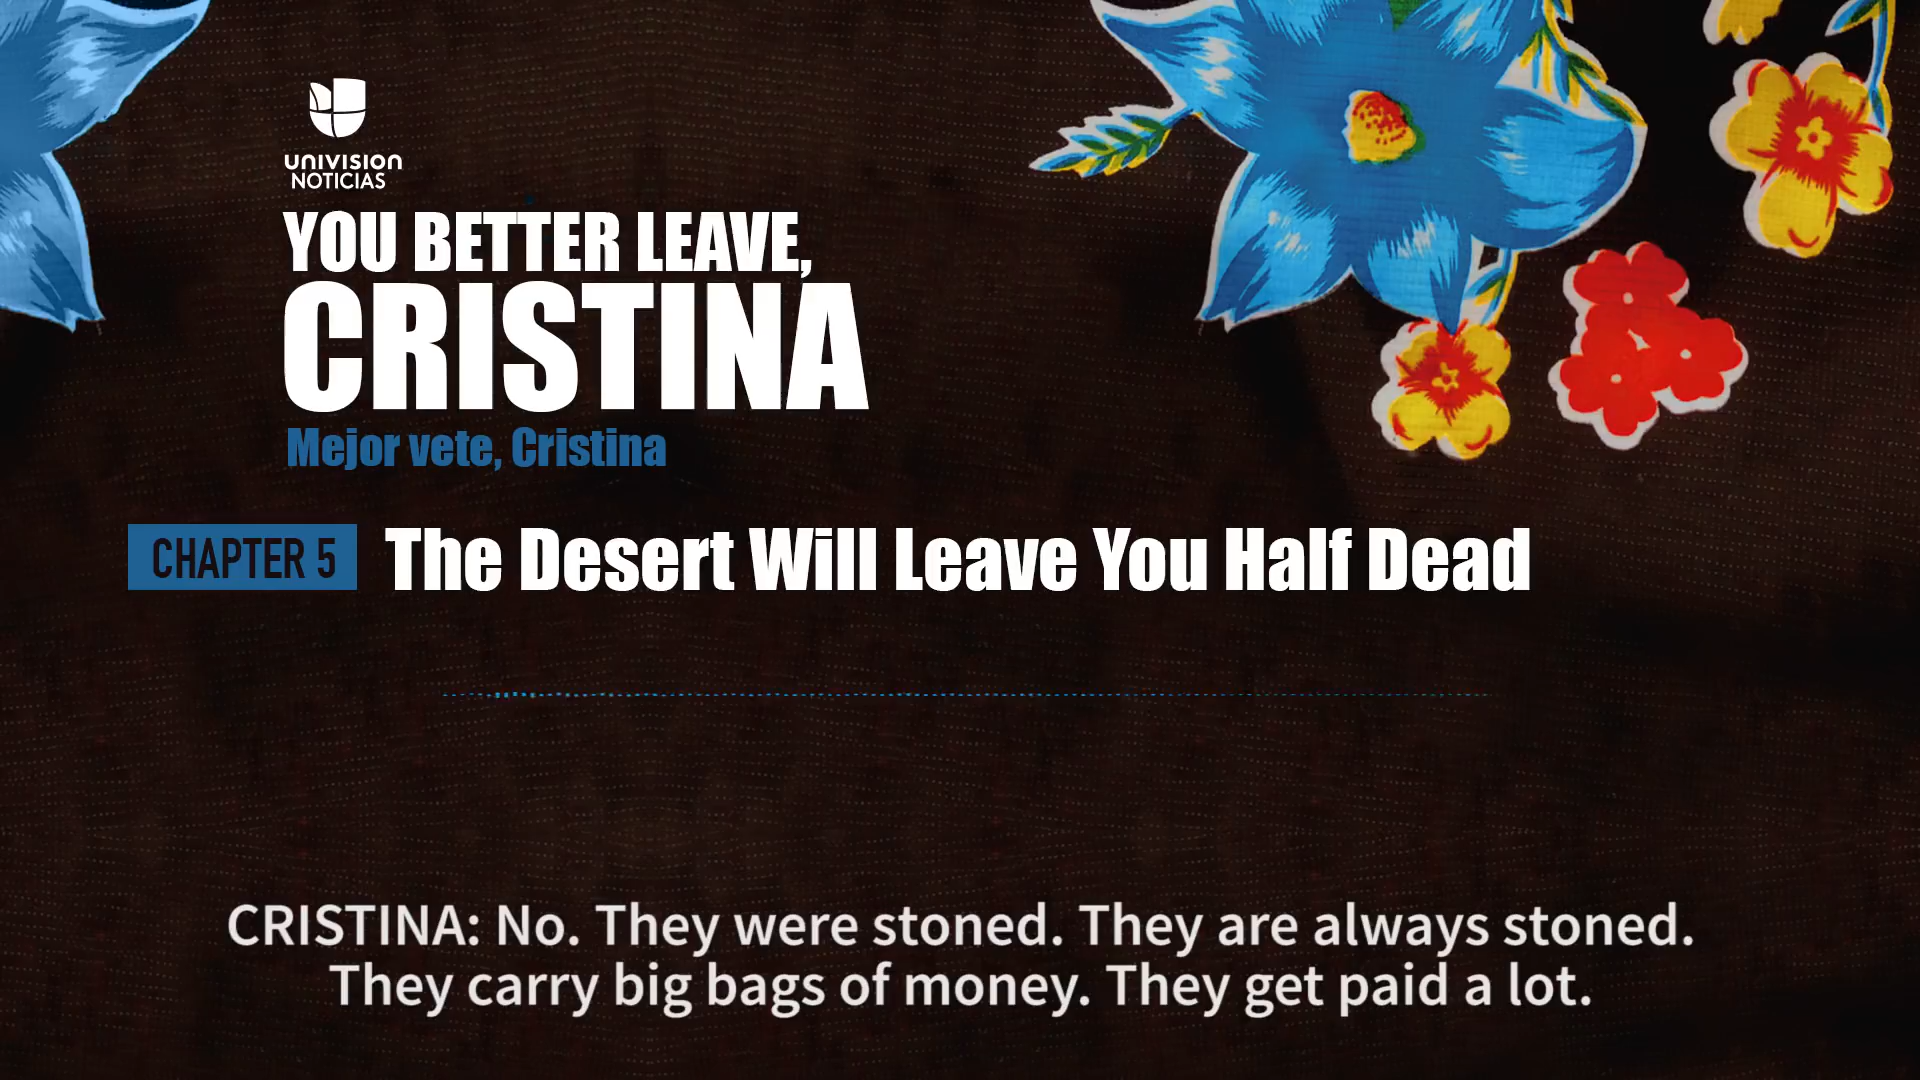 UNIVISION
NOTICIAS
YOU BETTER LEAVE,
CRISTINA
Mejor vete, Cristina
CHAPTER 5 The Desert Will Leave You Half Dead
CRISTINA: No. They were stoned. They are always stoned.
They carry big bags of money. They get paid a lot.